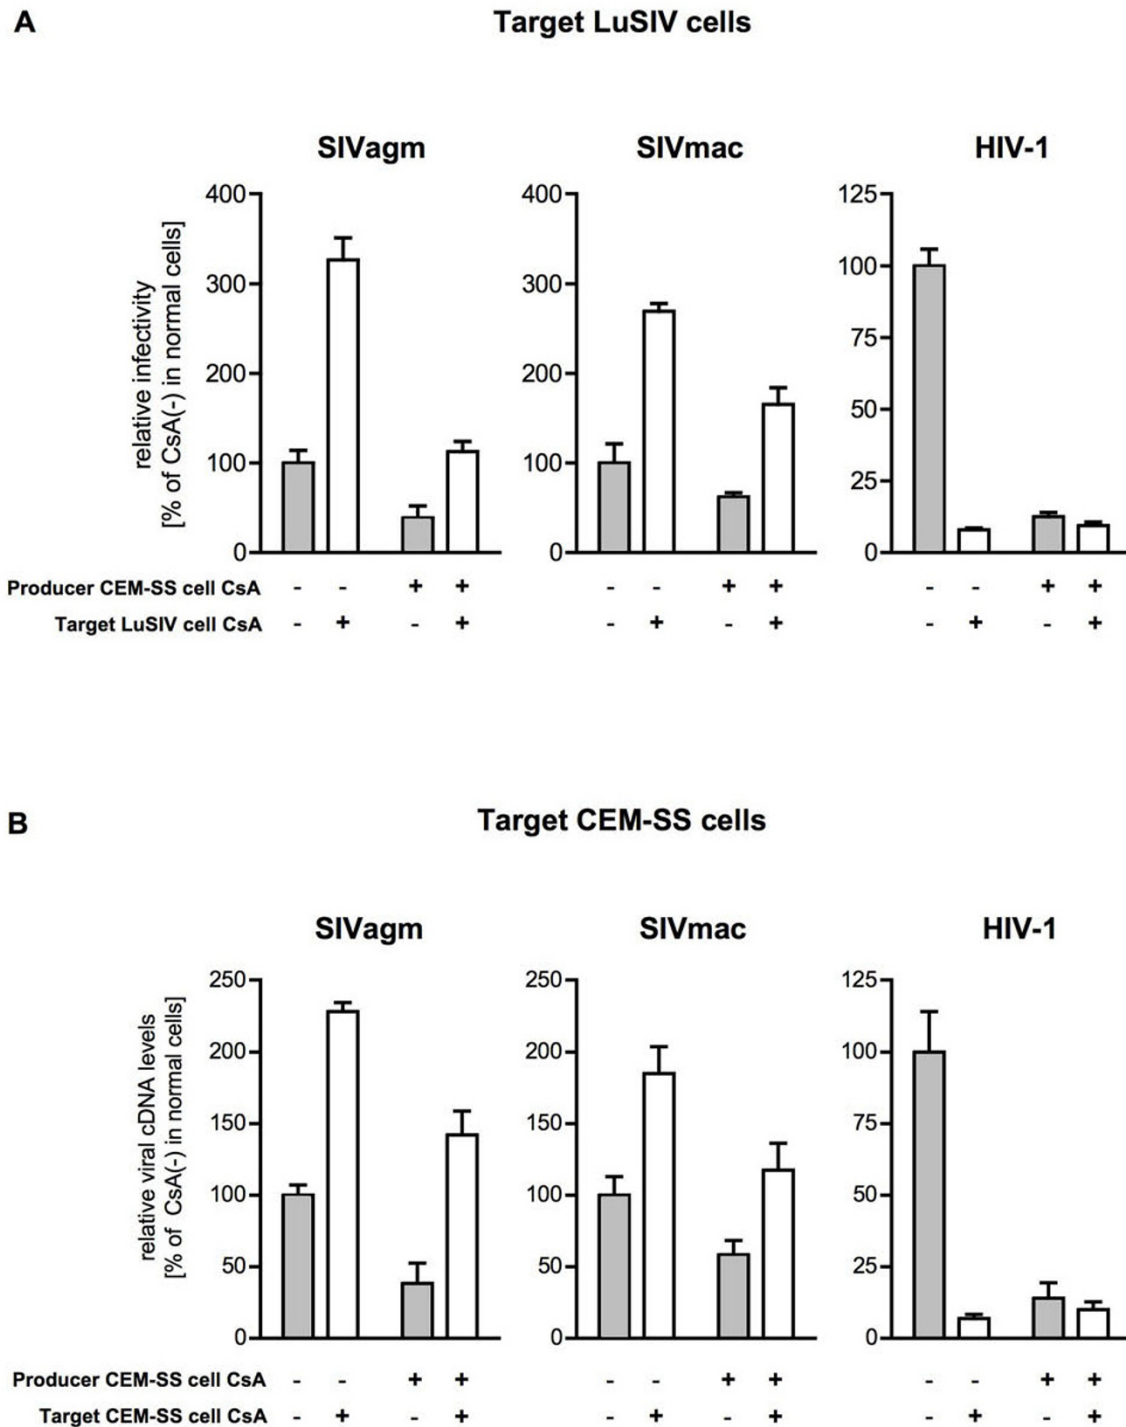 A
Target LuSIV cells
SIVagm
SIVmac
HIV-1
relative infectivity
[% of CsA(-) in normal cells]
400
300
200
100
0
400
300
200
100
0
125
100
75
50
25
0
Producer CEM-SS cell CsA - - + + - - + + - - + +
Target LuSIV cell CsA - + - + - + - + - + - +
B
Target CEM-SS cells
SIVagm
SIVmac
HIV-1
relative viral cDNA levels
[% of CsA(-) in normal cells]
250
200
150
100
50
0
250
200
150
100
50
0
125
100
75
50
25
0
Producer CEM-SS cell CsA - - + + - - + + - - + +
Target CEM-SS cell CsA - + - + - + - + - + - +